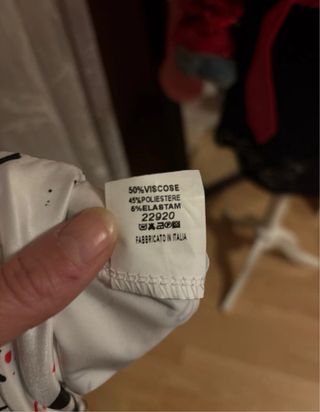 50%VISCOSE
45%POLIESTERE
5%ELASTAM
22920
FABBRICATO IN ITALIA